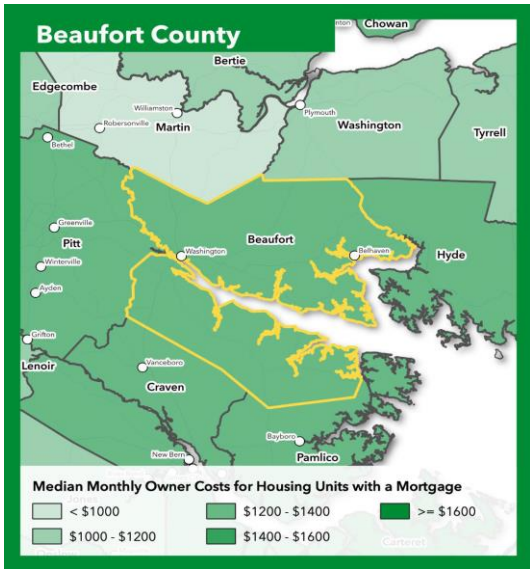 Beaufort County
Chowan
Bertie
Edgecombe
Williamston
Plymouth
Robersonville
Martin
Washington
Tyrrell
Bethel
Greenville
Pitt
Beaufort
Washington
Belhaven
Hyde
Winterville
Ayden
Grifton
Lenoir
Vanceboro
Craven
Bayboro
New Bern
Pamlico
Median Monthly Owner Costs for Housing Units with a Mortgage
< $1000
$1200 - $1400
>= $1600
$1000 - $1200
$1400 - $1600
Jones
Carteret